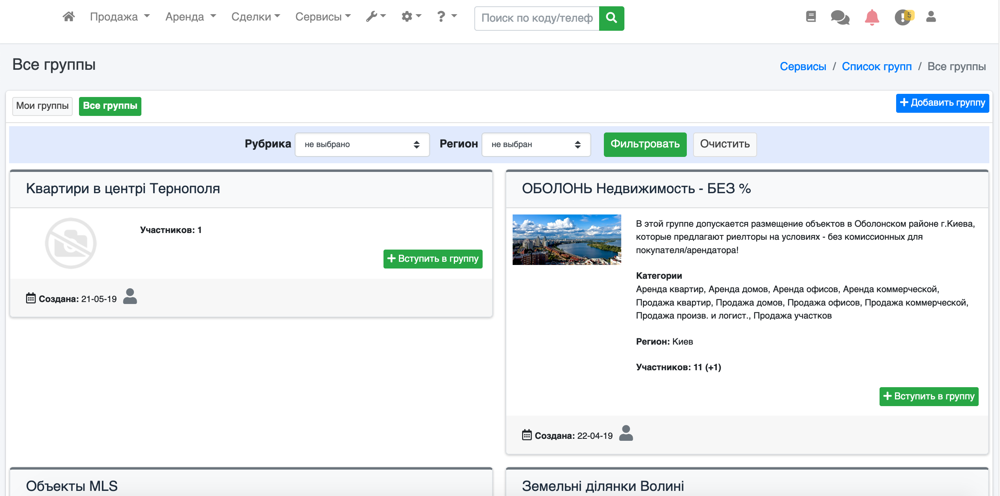 Продажа Аренда Сделки Сервисы ? Поиск по коду/телеф 5
Все группы
Сервисы / Список групп / Все группы
Мои группы Все группы + Добавить группу
Рубрика не выбрано Регион не выбран Фильтровать Очистить
Квартири в центрі Тернополя
Участников: 1
+ Вступить в группу
Создана: 21-05-19
ОБОЛОНЬ Недвижимость - БЕЗ %
В этой группе допускается размещение объектов в Оболонском районе г.Киева,
которые предлагают риелторы на условиях - без комиссионных для
покупателя/арендатора!
Категории
Аренда квартир, Аренда домов, Аренда офисов, Аренда коммерческой,
Продажа квартир, Продажа домов, Продажа офисов, Продажа коммерческой,
Продажа произв. и логист., Продажа участков
Регион: Киев
Участников: 11 (+1)
+ Вступить в группу
Создана: 22-04-19
Объекты MLS
Земельні ділянки Волині